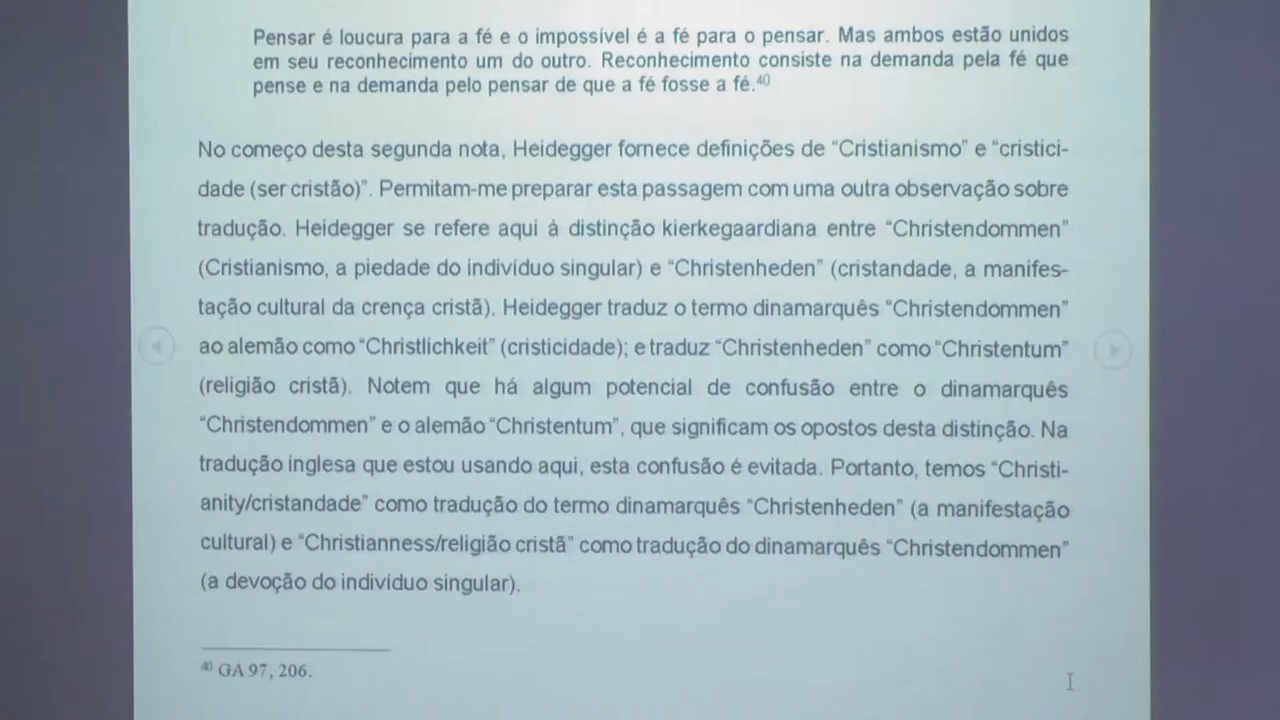 Pensar é loucura para a fé e o impossível é a fé para o pensar. Mas ambos estão unidos
em seu reconhecimento um do outro. Reconhecimento consiste na demanda pela fé que
pense e na demanda pelo pensar de que a fé fosse a fé.⁴⁰
No começo desta segunda nota, Heidegger fornece definições de “Cristianismo” e “cristici-
dade (ser cristão)”. Permitam-me preparar esta passagem com uma outra observação sobre
tradução. Heidegger se refere aqui à distinção kierkegaardiana entre “Christendommen”
(Cristianismo, a piedade do indivíduo singular) e “Christenheden” (cristandade, a manifes-
tação cultural da crença cristã). Heidegger traduz o termo dinamarquês “Christendommen”
ao alemão como “Christlichkeit” (cristicidade); e traduz “Christenheden” como “Christentum”
(religião cristã). Notem que há algum potencial de confusão entre o dinamarquês
“Christendommen” e o alemão “Christentum”, que significam os opostos desta distinção. Na
tradução inglesa que estou usando aqui, esta confusão é evitada. Portanto, temos “Christi-
anity/cristandade” como tradução do termo dinamarquês “Christenheden” (a manifestação
cultural) e “Christianness/religião cristã” como tradução do dinamarquês “Christendommen”
(a devoção do indivíduo singular).
⁴⁰ GA 97, 206.